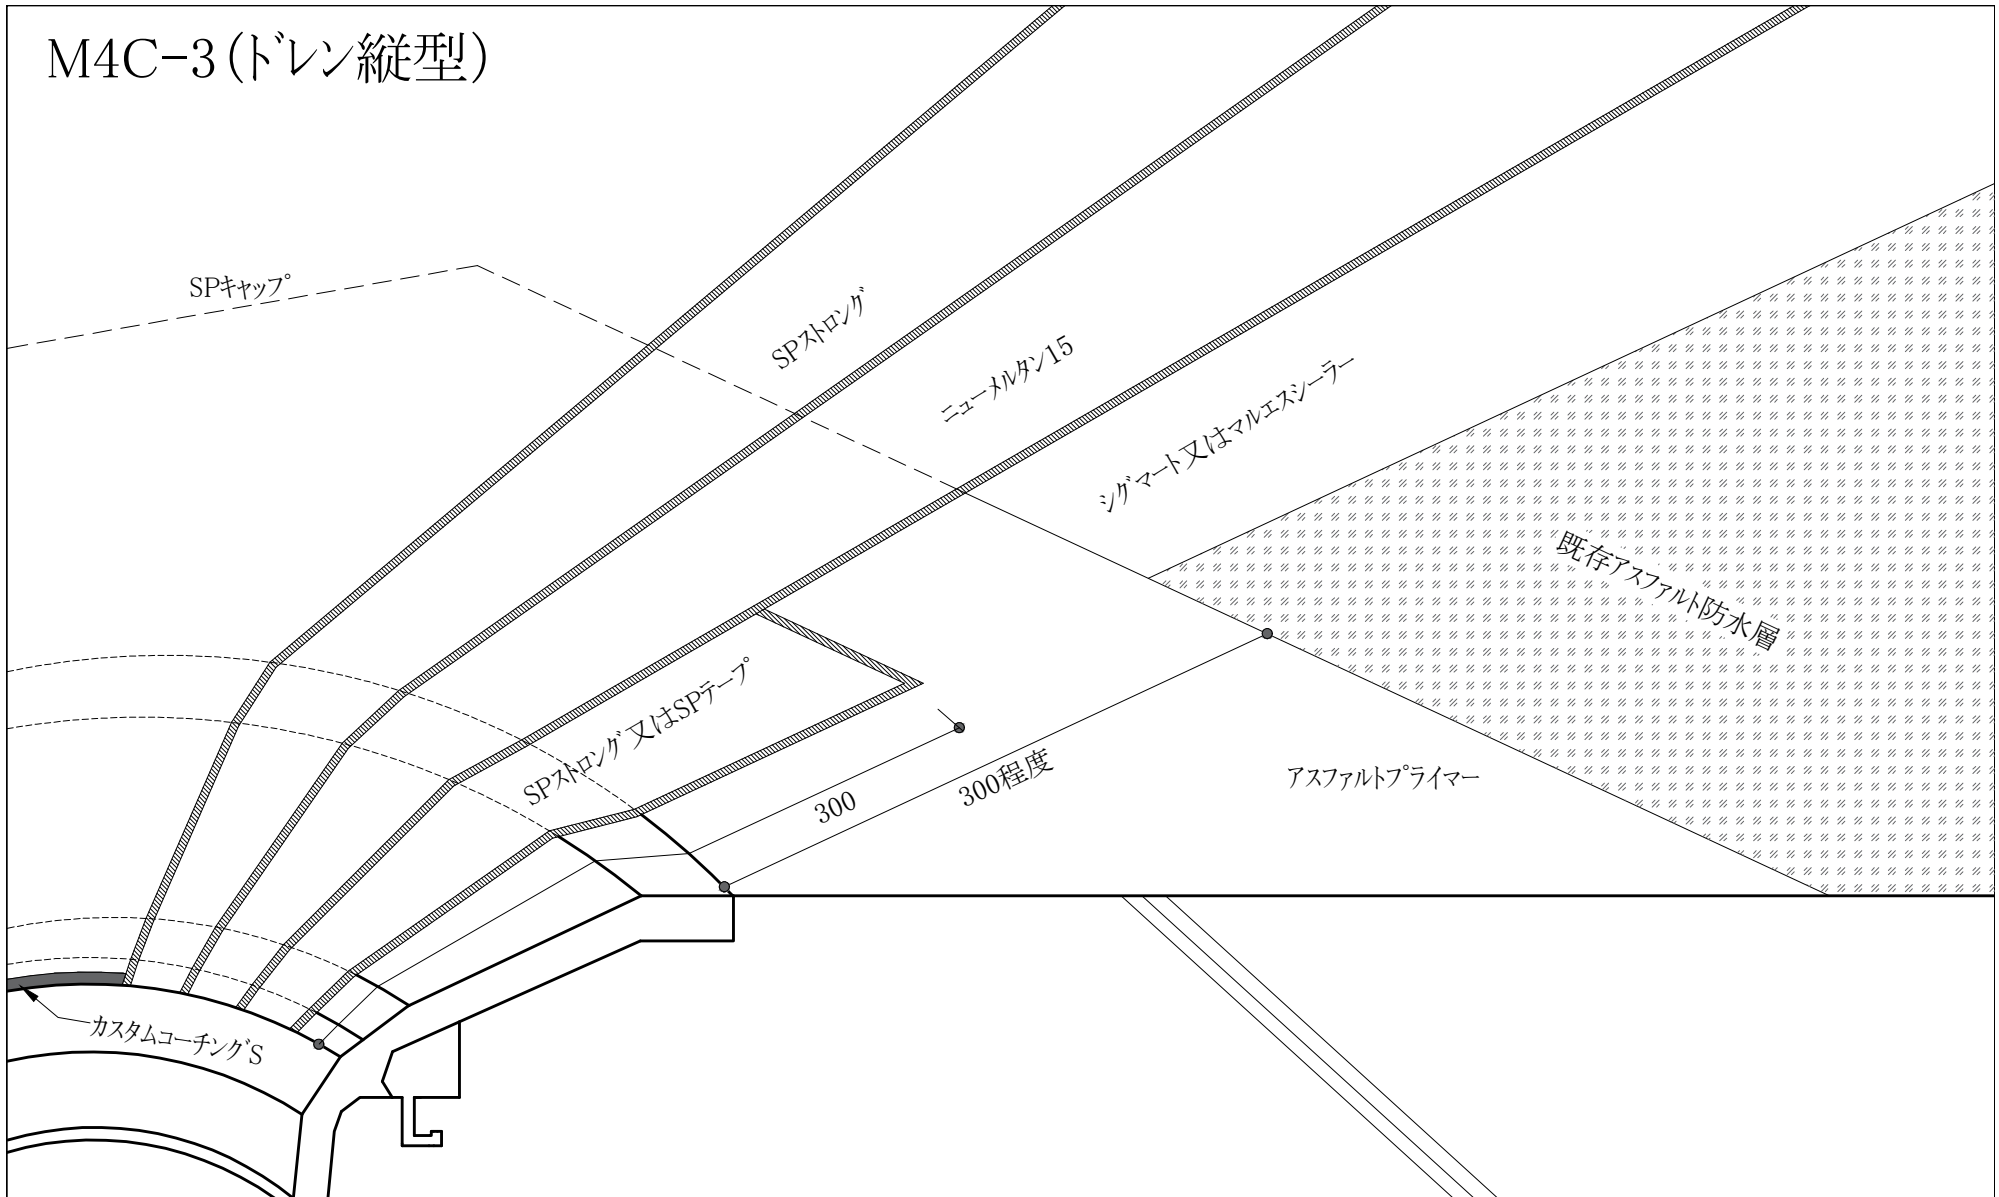 M4C-3(ドレン縦型)
SPキャップ
SPストロング
ニューメルタン15
シグマート又はマルエスシーラー
既存アスファルト防水層
SPストロング又はSPテープ
300
300程度
アスファルトプライマー
カスタムコーチングS